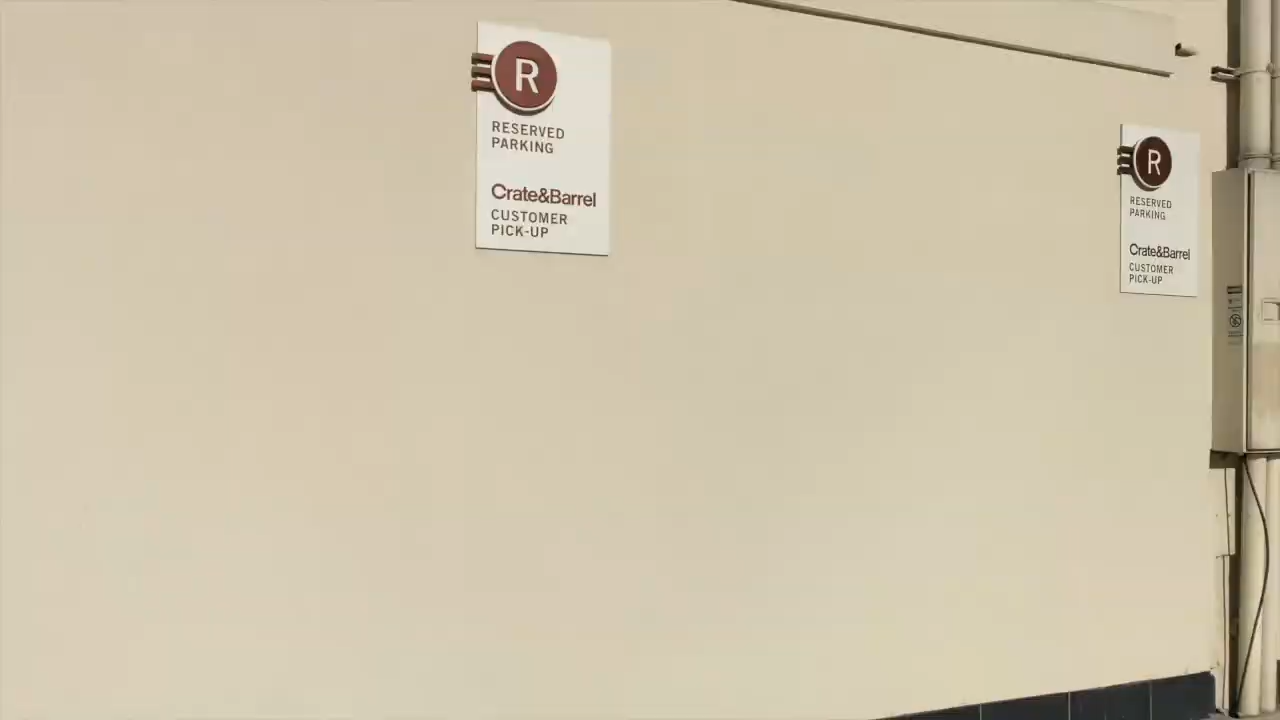 R
RESERVED
PARKING
Crate&Barrel
CUSTOMER
PICK-UP
R
RESERVED
PARKING
Crate&Barrel
CUSTOMER
PICK-UP